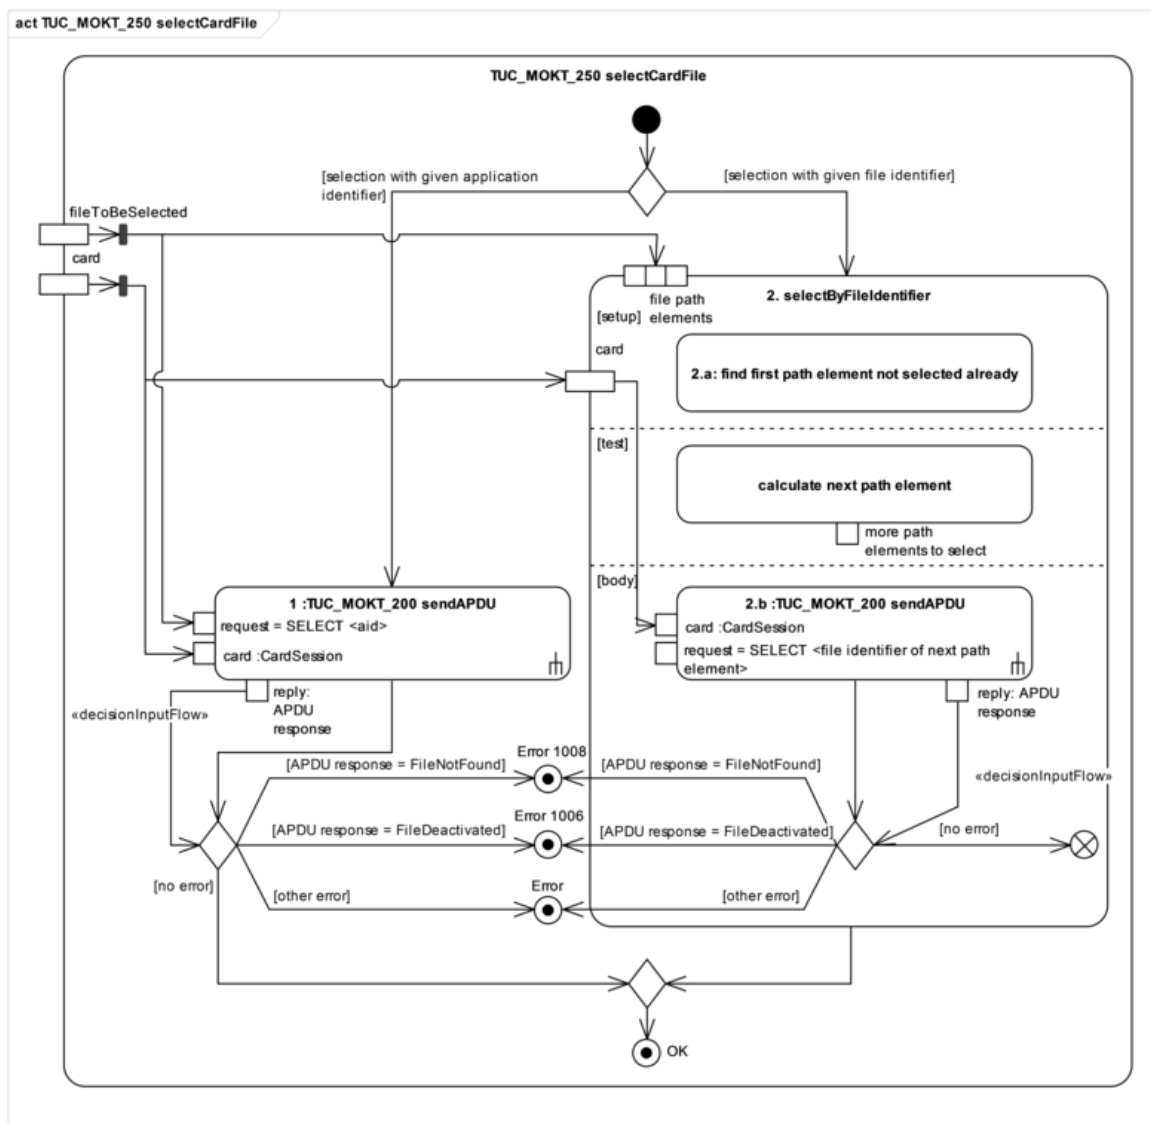 act TUC_MOKT_250 selectCardFile
TUC_MOKT_250 selectCardFile
[selection with given application
identifier]
[selection with given file identifier]
fileToBeSelected
card
2. selectByFileIdentifier
file path
elements
[setup]
card
2.a: find first path element not selected already
[test]
calculate next path element
more path
elements to select
[body]
1 :TUC_MOKT_200 sendAPDU
request = SELECT <aid>
card :CardSession
reply:
APDU
response
«decisionInputFlow»
2.b :TUC_MOKT_200 sendAPDU
card :CardSession
request = SELECT <file identifier of next path
element>
reply: APDU
response
«decisionInputFlow»
Error 1008
[APDU response = FileNotFound]
[APDU response = FileNotFound]
Error 1006
[APDU response = FileDeactivated]
[APDU response = FileDeactivated]
[no error]
[no error]
Error
[other error]
[other error]
OK